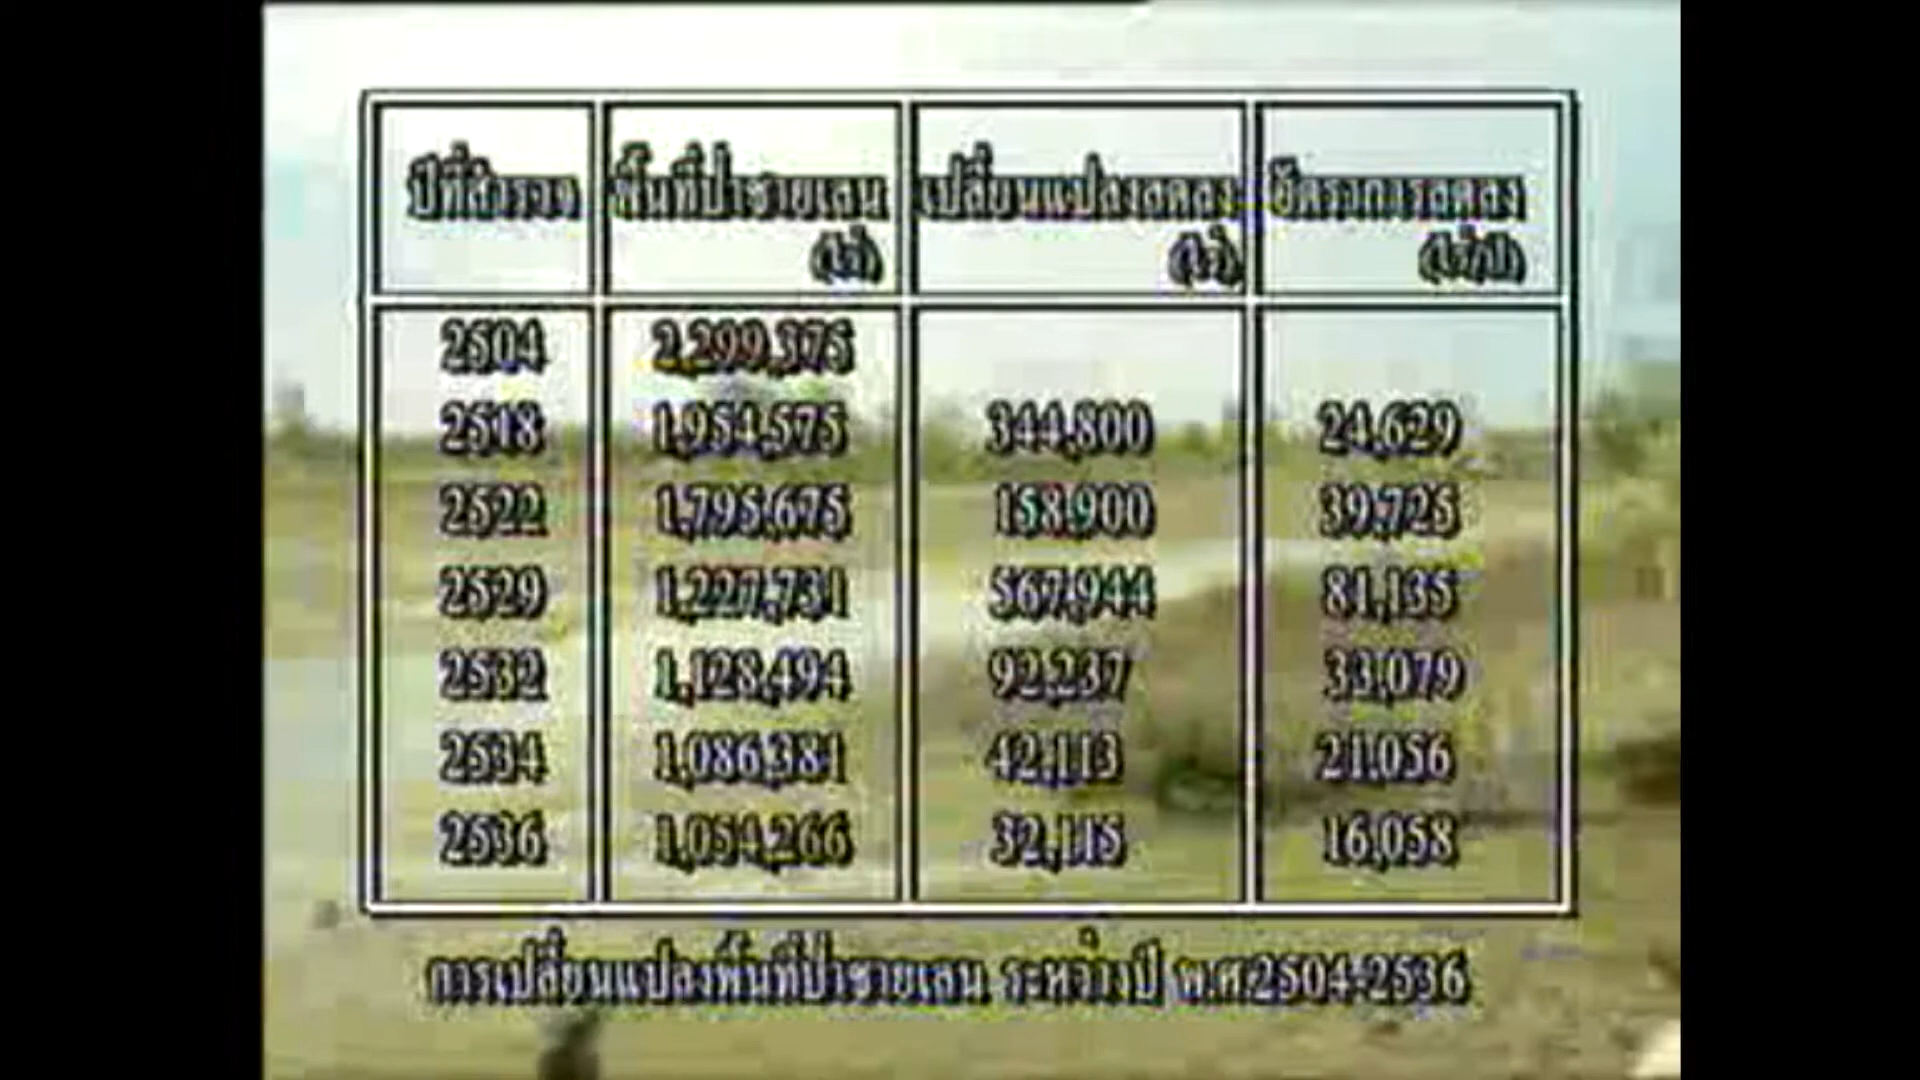 ปีที่สำรวจ พื้นที่ป่าชายเลน เปลี่ยนแปลงลดลง อัตราการลดลง
(ไร่) (ไร่) (ไร่/ปี)
2504 2,299,375
2518 1,954,575 344,800 24,629
2522 1,795,675 158,900 39,725
2529 1,227,731 567,944 81,135
2532 1,128,494 92,237 33,079
2534 1,086,381 42,113 21,056
2536 1,054,266 32,115 16,058
การเปลี่ยนแปลงพื้นที่ป่าชายเลน ระหว่างปี พ.ศ.2504-2536